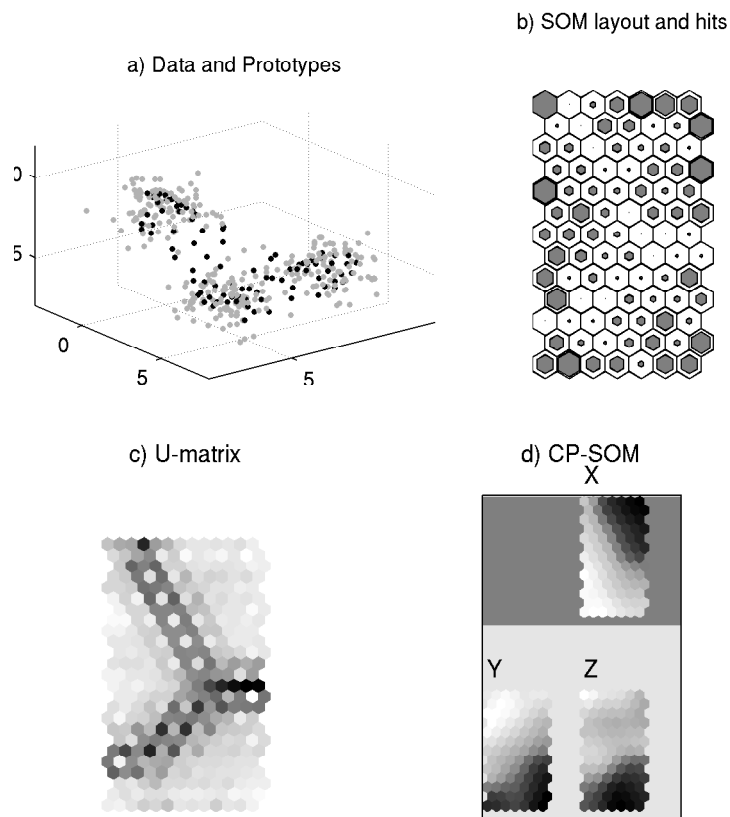 b) SOM layout and hits
a) Data and Prototypes
0
5
0
5
5
c) U-matrix
d) CP-SOM
X
Y
Z